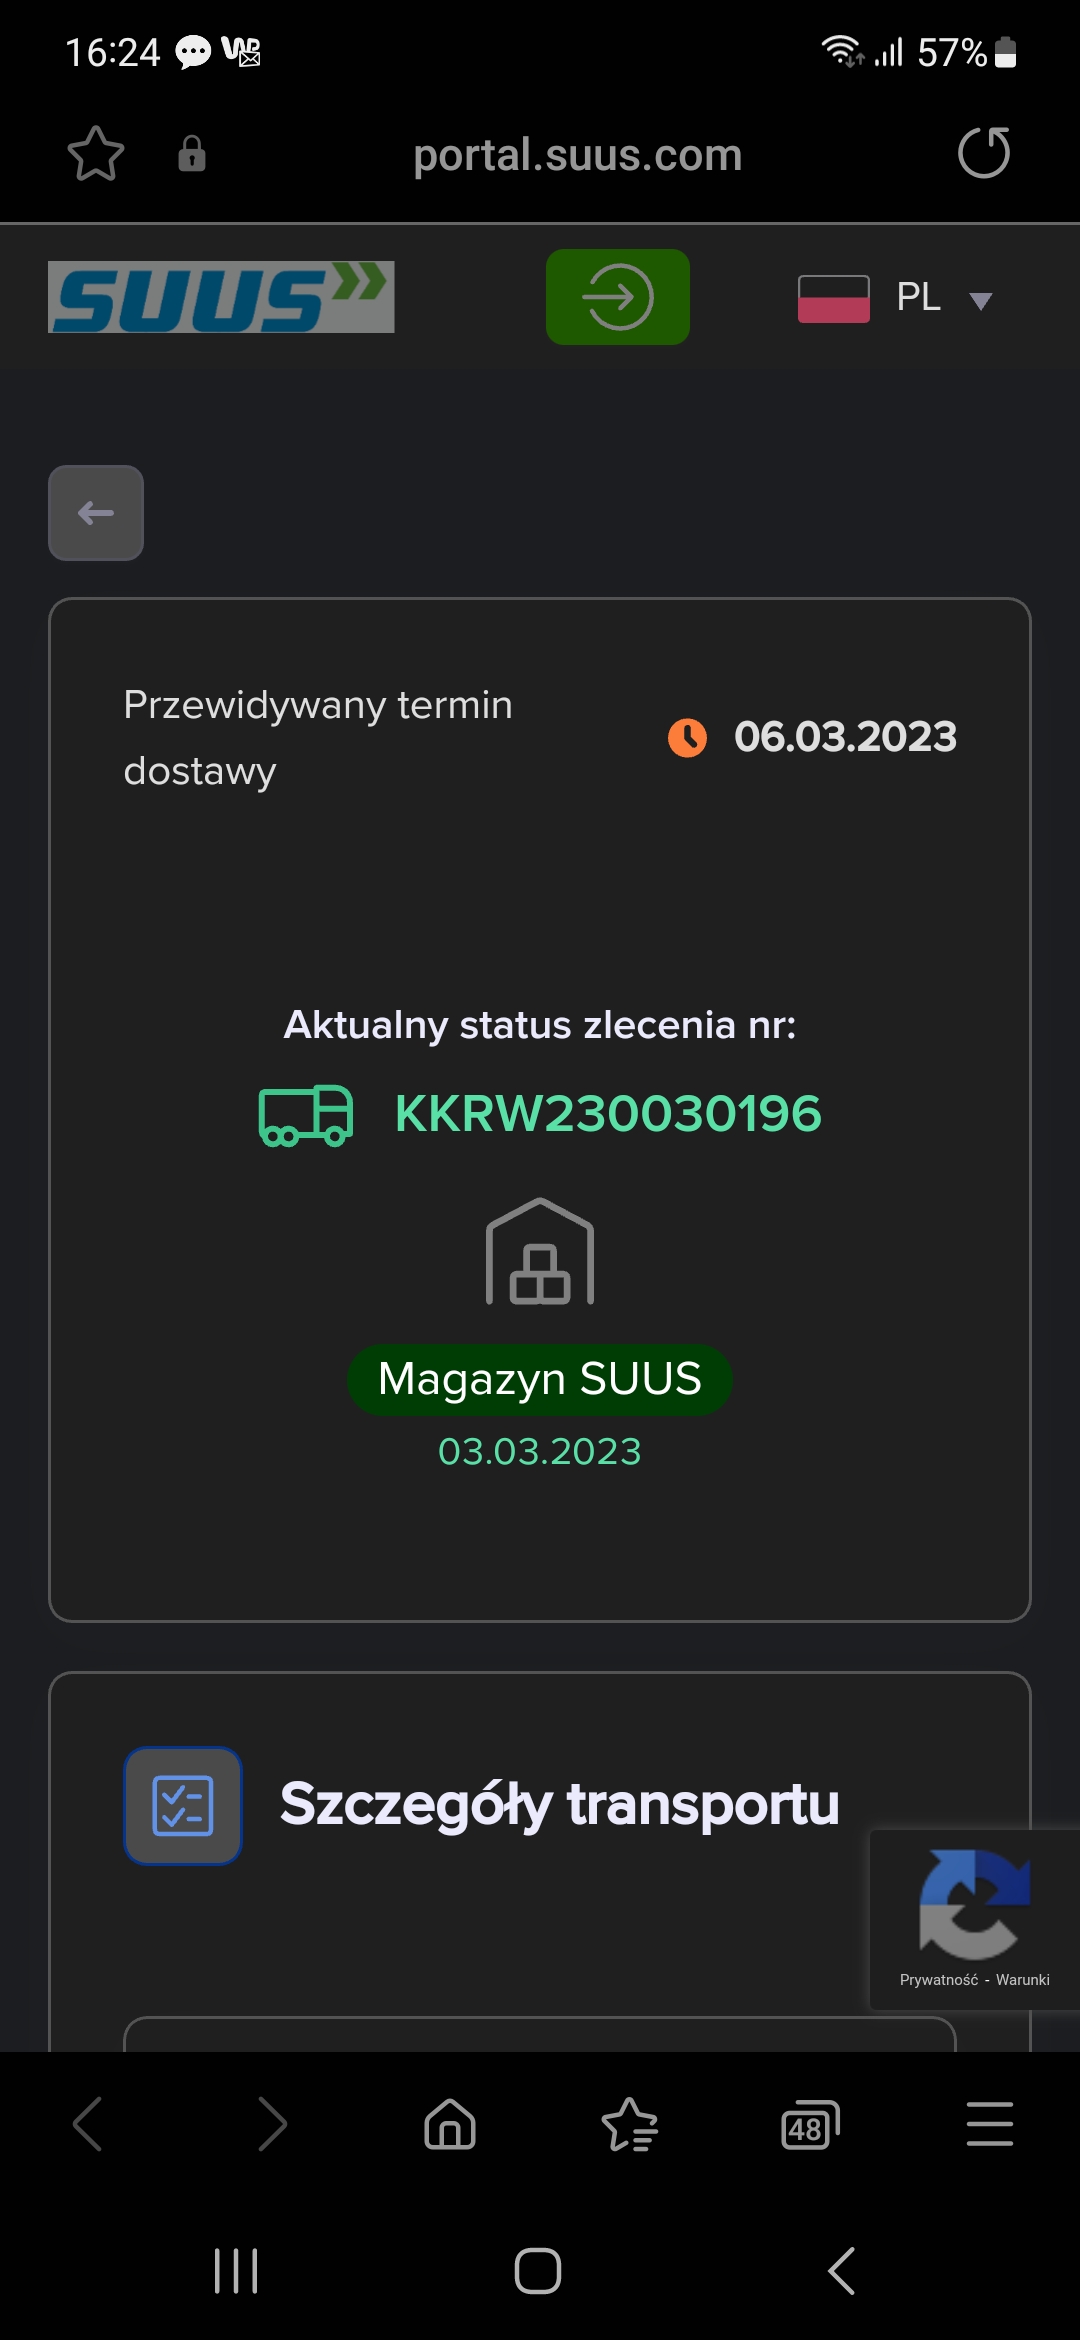 16:24
57%
portal.suus.com
SUUS
PL
Przewidywany termin
dostawy
06.03.2023
Aktualny status zlecenia nr:
KKRW230030196
Magazyn SUUS
03.03.2023
Szczegóły transportu
Prywatność - Warunki
48